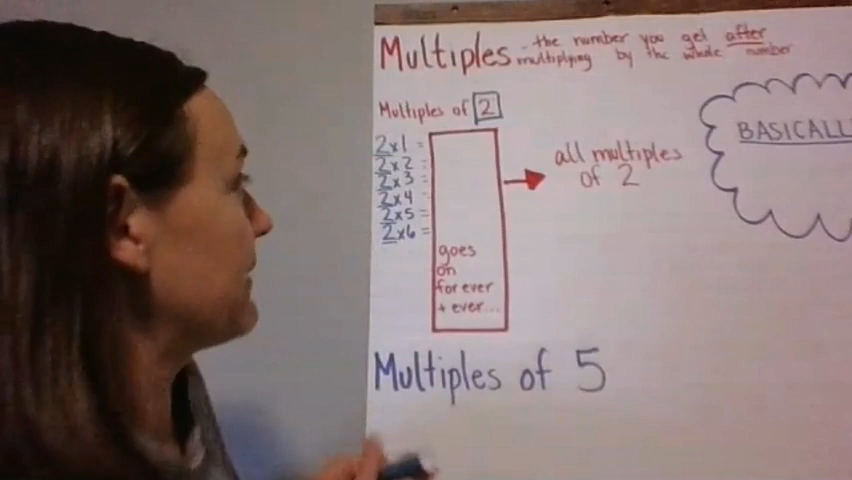 Multiples - the number you get after
multiplying by the whole number
Multiples of 2
2x1 =
2x2 =
2x3 =
2x4 =
2x5 =
2x6 =
goes
on
for ever
+ ever...
all multiples
of 2
BASICALL
Multiples of 5